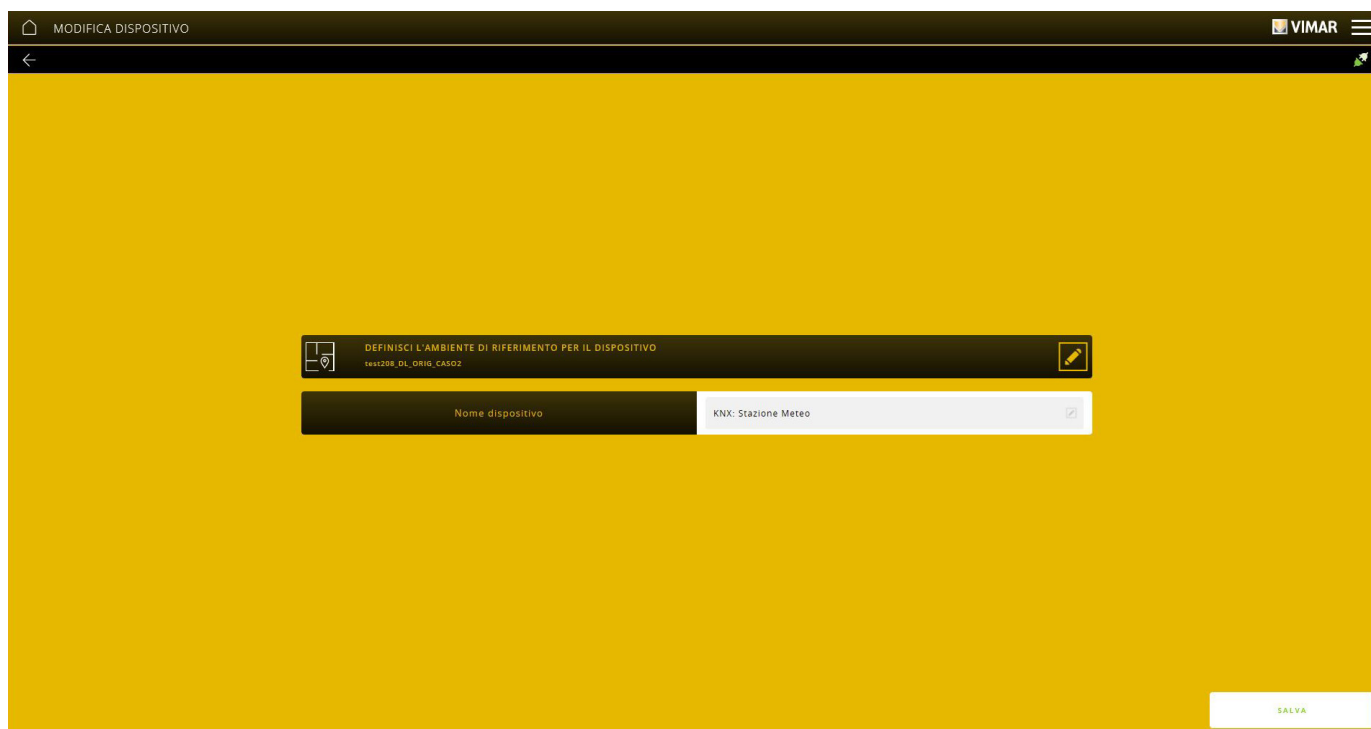 MODIFICA DISPOSITIVO
VIMAR
DEFINISCI L'AMBIENTE DI RIFERIMENTO PER IL DISPOSITIVO
test208_DL_ORIG_CASO2
Nome dispositivo
KNX: Stazione Meteo
SALVA